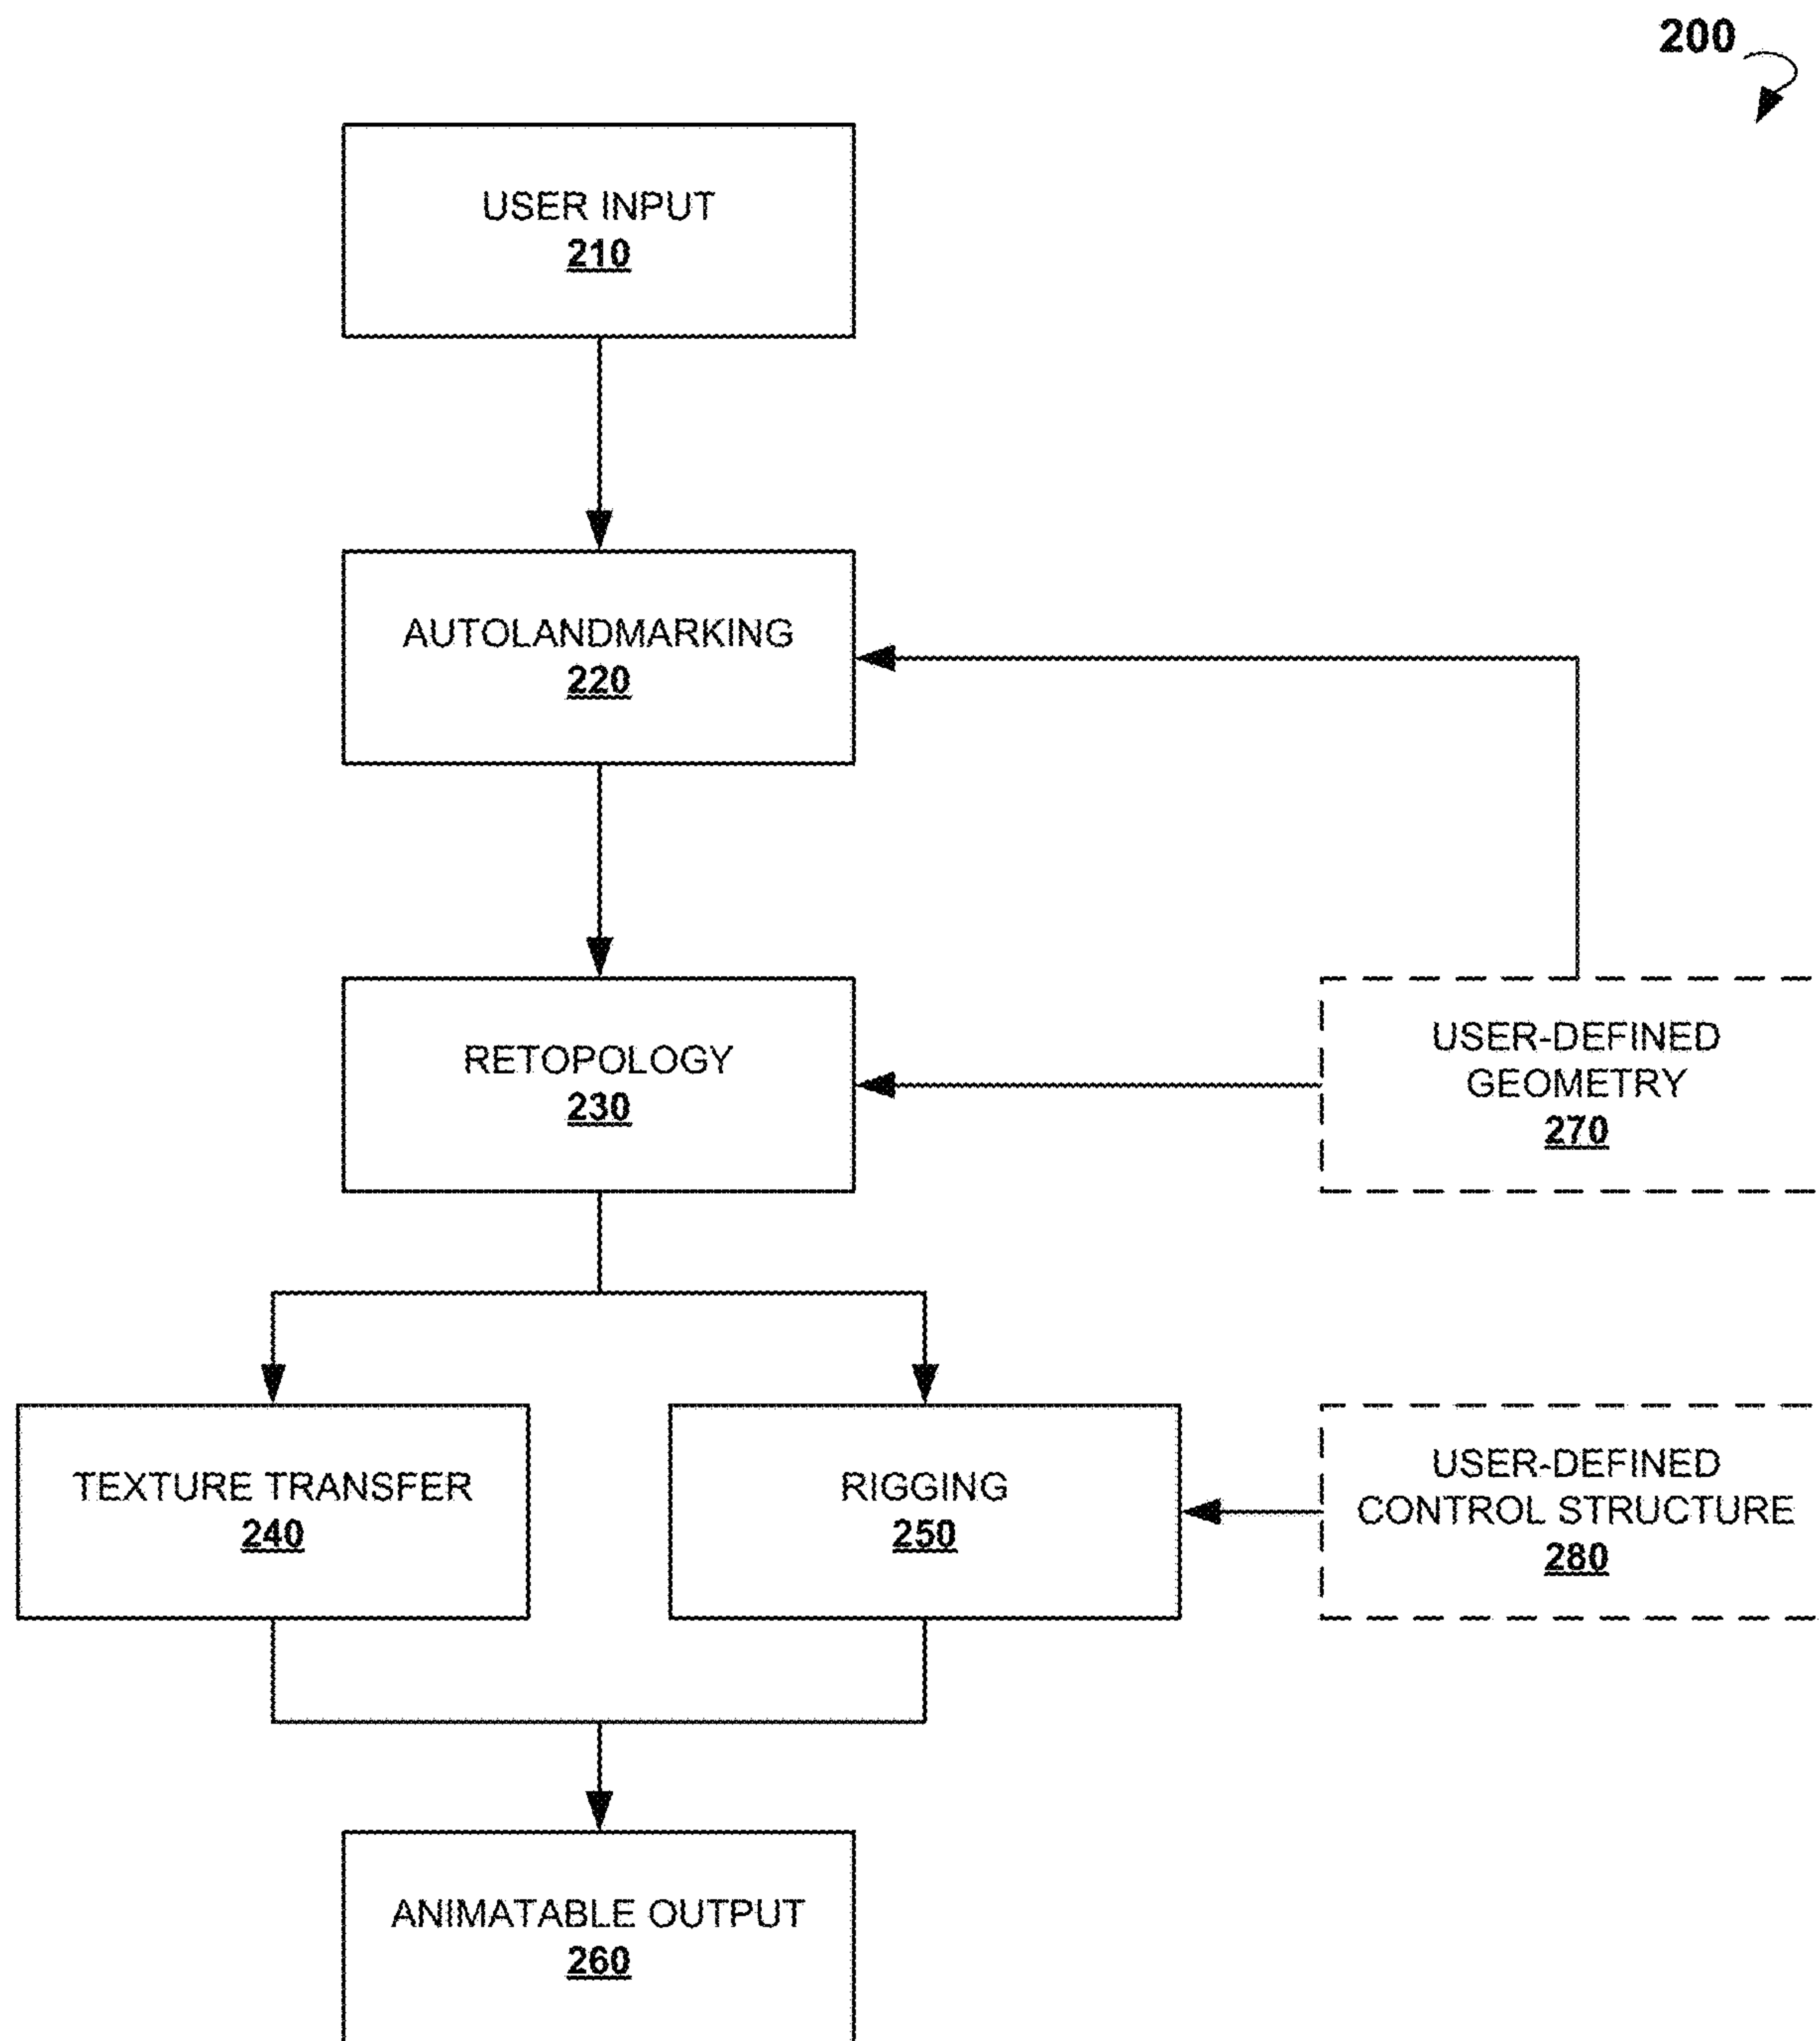 200
USER INPUT
210
AUTOLANDMARKING
220
RETOPOLOGY
230
USER-DEFINED
GEOMETRY
270
TEXTURE TRANSFER
240
RIGGING
250
USER-DEFINED
CONTROL STRUCTURE
280
ANIMATABLE OUTPUT
260